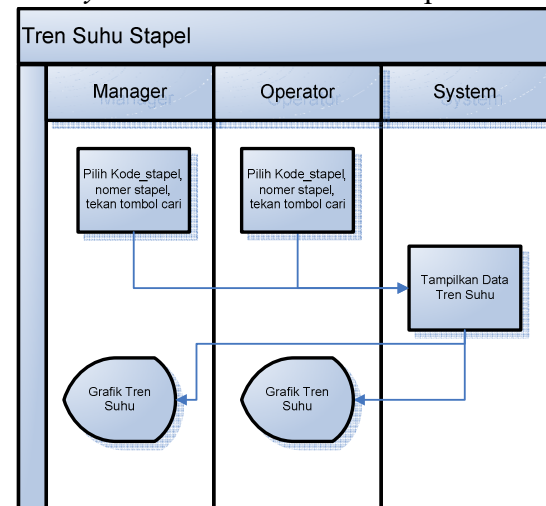 Tren Suhu Stapel
Manager
Operator
System
Pilih Kode_stapel,
nomer stapel,
tekan tombol cari
Pilih Kode_stapel,
nomer stapel,
tekan tombol cari
Tampilkan Data
Tren Suhu
Grafik Tren
Suhu
Grafik Tren
Suhu